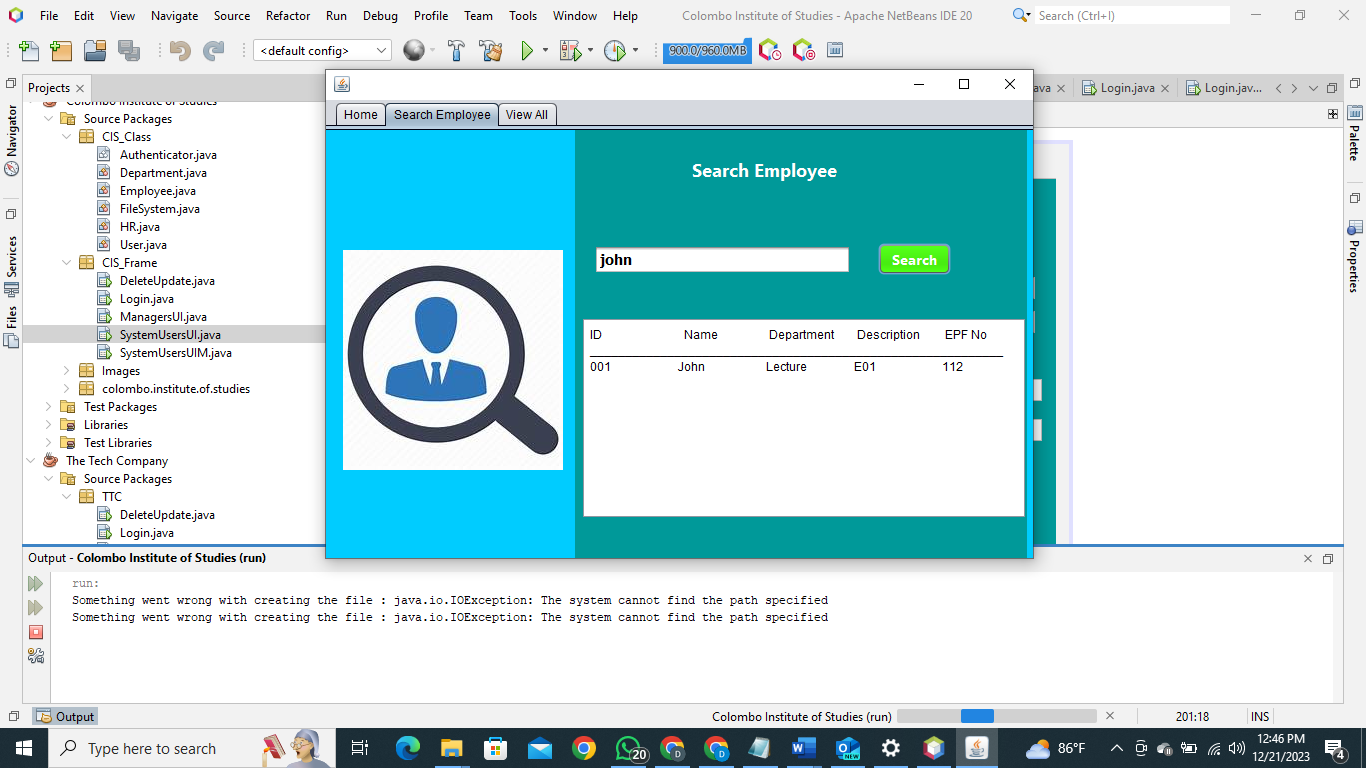 File Edit View Navigate Source Refactor Run Debug Profile Team Tools Window Help
Colombo Institute of Studies - Apache NetBeans IDE 20
Search (Ctrl+I)
<default config>
900.0/960.0MB
Projects
Colombo Institute of Studies
Source Packages
CIS_Class
Authenticator.java
Department.java
Employee.java
FileSystem.java
HR.java
User.java
CIS_Frame
DeleteUpdate.java
Login.java
ManagersUI.java
SystemUsersUI.java
SystemUsersUIM.java
Images
colombo.institute.of.studies
Test Packages
Libraries
Test Libraries
The Tech Company
Source Packages
TTC
DeleteUpdate.java
Login.java
Navigator
Services
Files
Home Search Employee View All
Search Employee
john Search
ID Name Department Description EPF No
001 John Lecture E01 112
ava Login.java Login.jav...
Palette
Properties
Output - Colombo Institute of Studies (run)
run:
Something went wrong with creating the file : java.io.IOException: The system cannot find the path specified
Something went wrong with creating the file : java.io.IOException: The system cannot find the path specified
Output
Colombo Institute of Studies (run)
201:18 INS
Type here to search
20
D
D
NEW
86°F
12:46 PM
12/21/2023
4